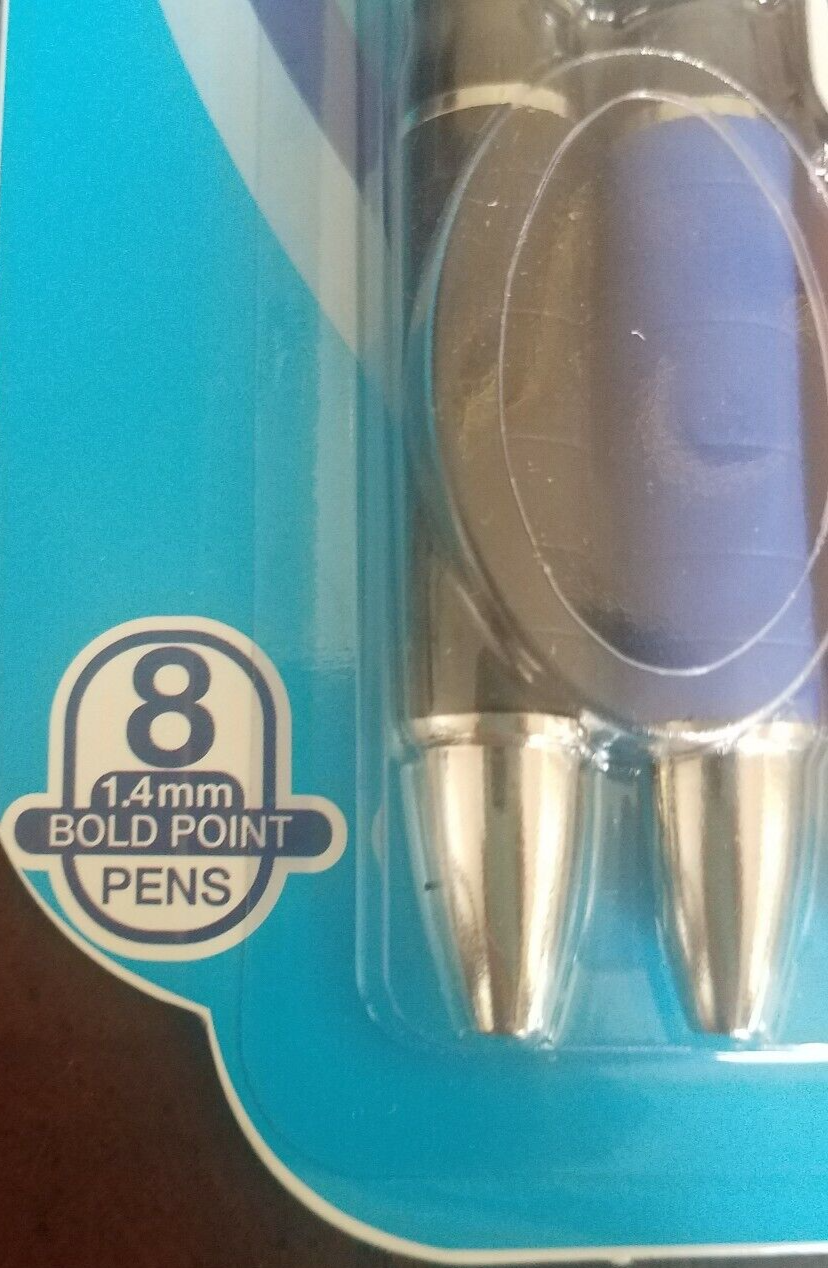 8
1.4mm
BOLD POINT
PENS